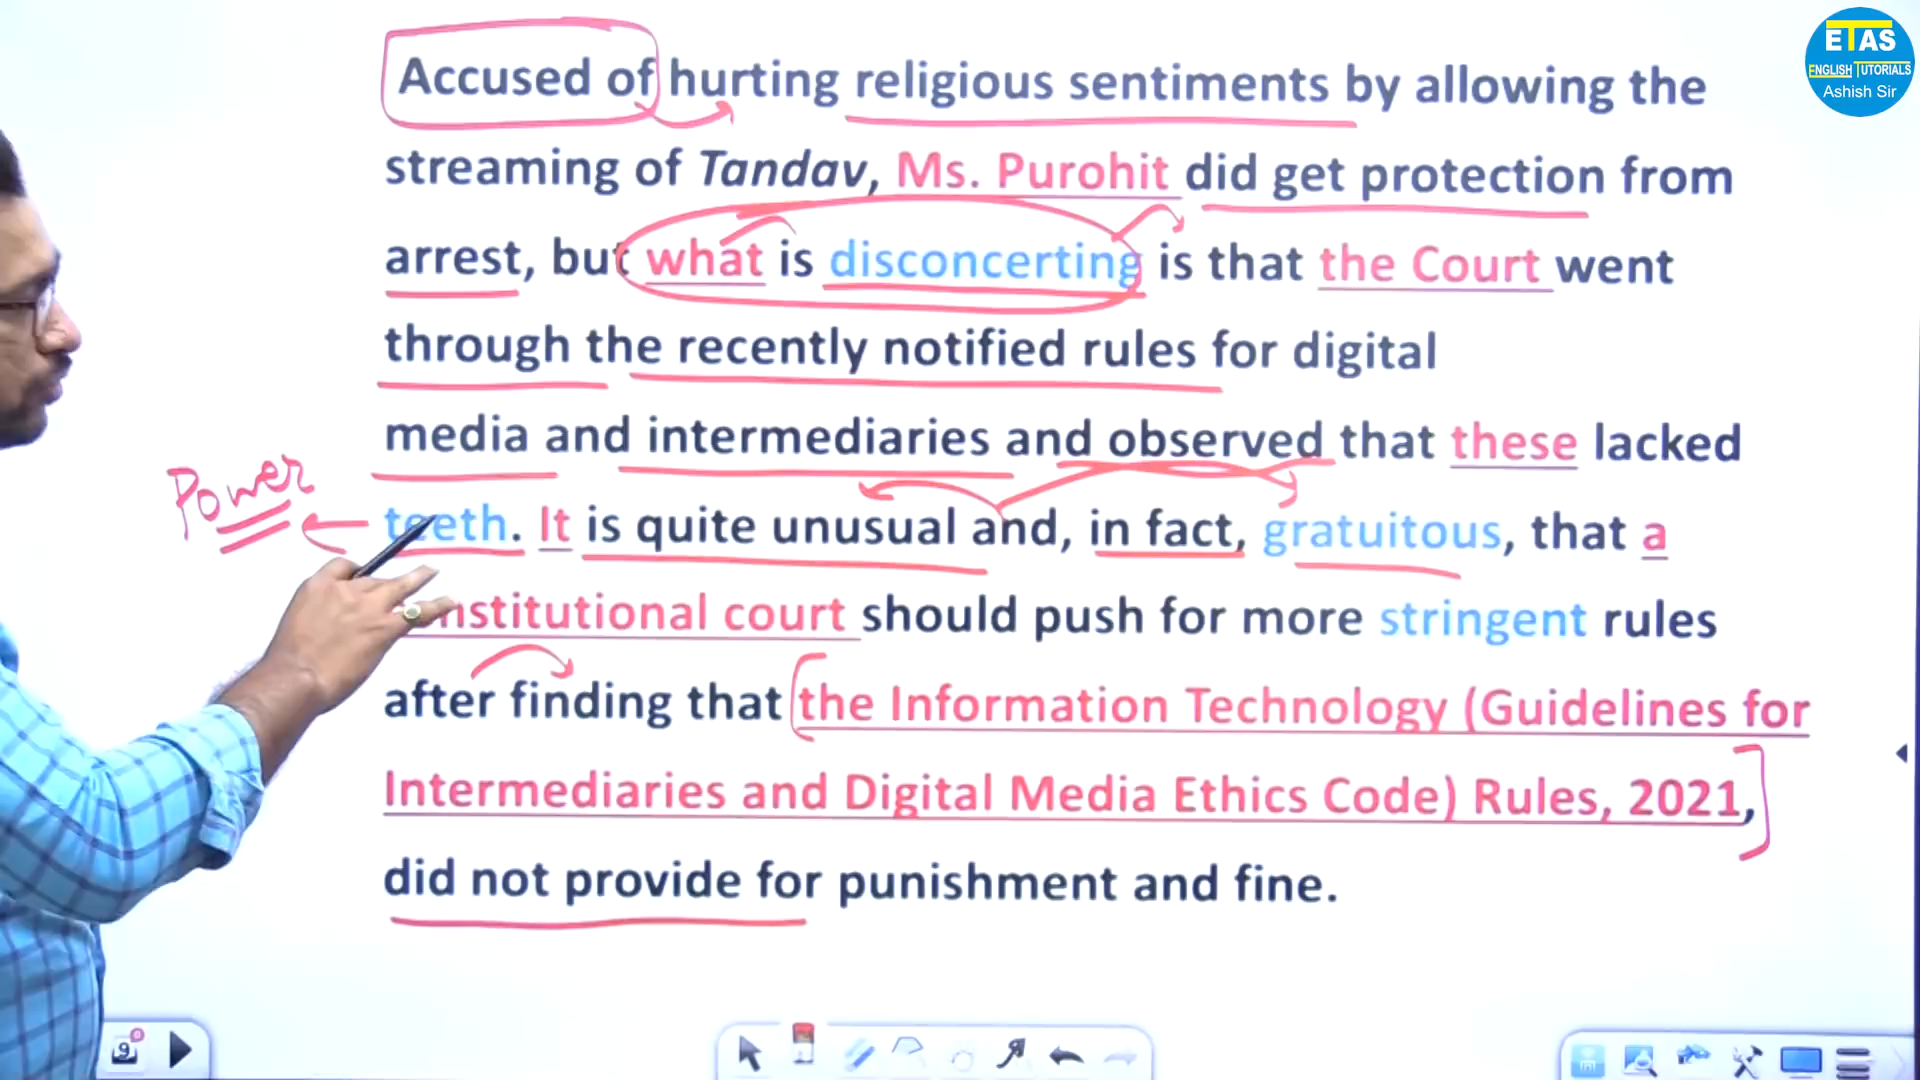 ETAS
ENGLISH TUTORIALS
Ashish Sir
Accused of hurting religious sentiments by allowing the
streaming of Tandav, Ms. Purohit did get protection from
arrest, but what is disconcerting is that the Court went
through the recently notified rules for digital
media and intermediaries and observed that these lacked
Power
teeth. It is quite unusual and, in fact, gratuitous, that a
nstitutional court should push for more stringent rules
after finding that the Information Technology (Guidelines for
Intermediaries and Digital Media Ethics Code) Rules, 2021,
did not provide for punishment and fine.
9